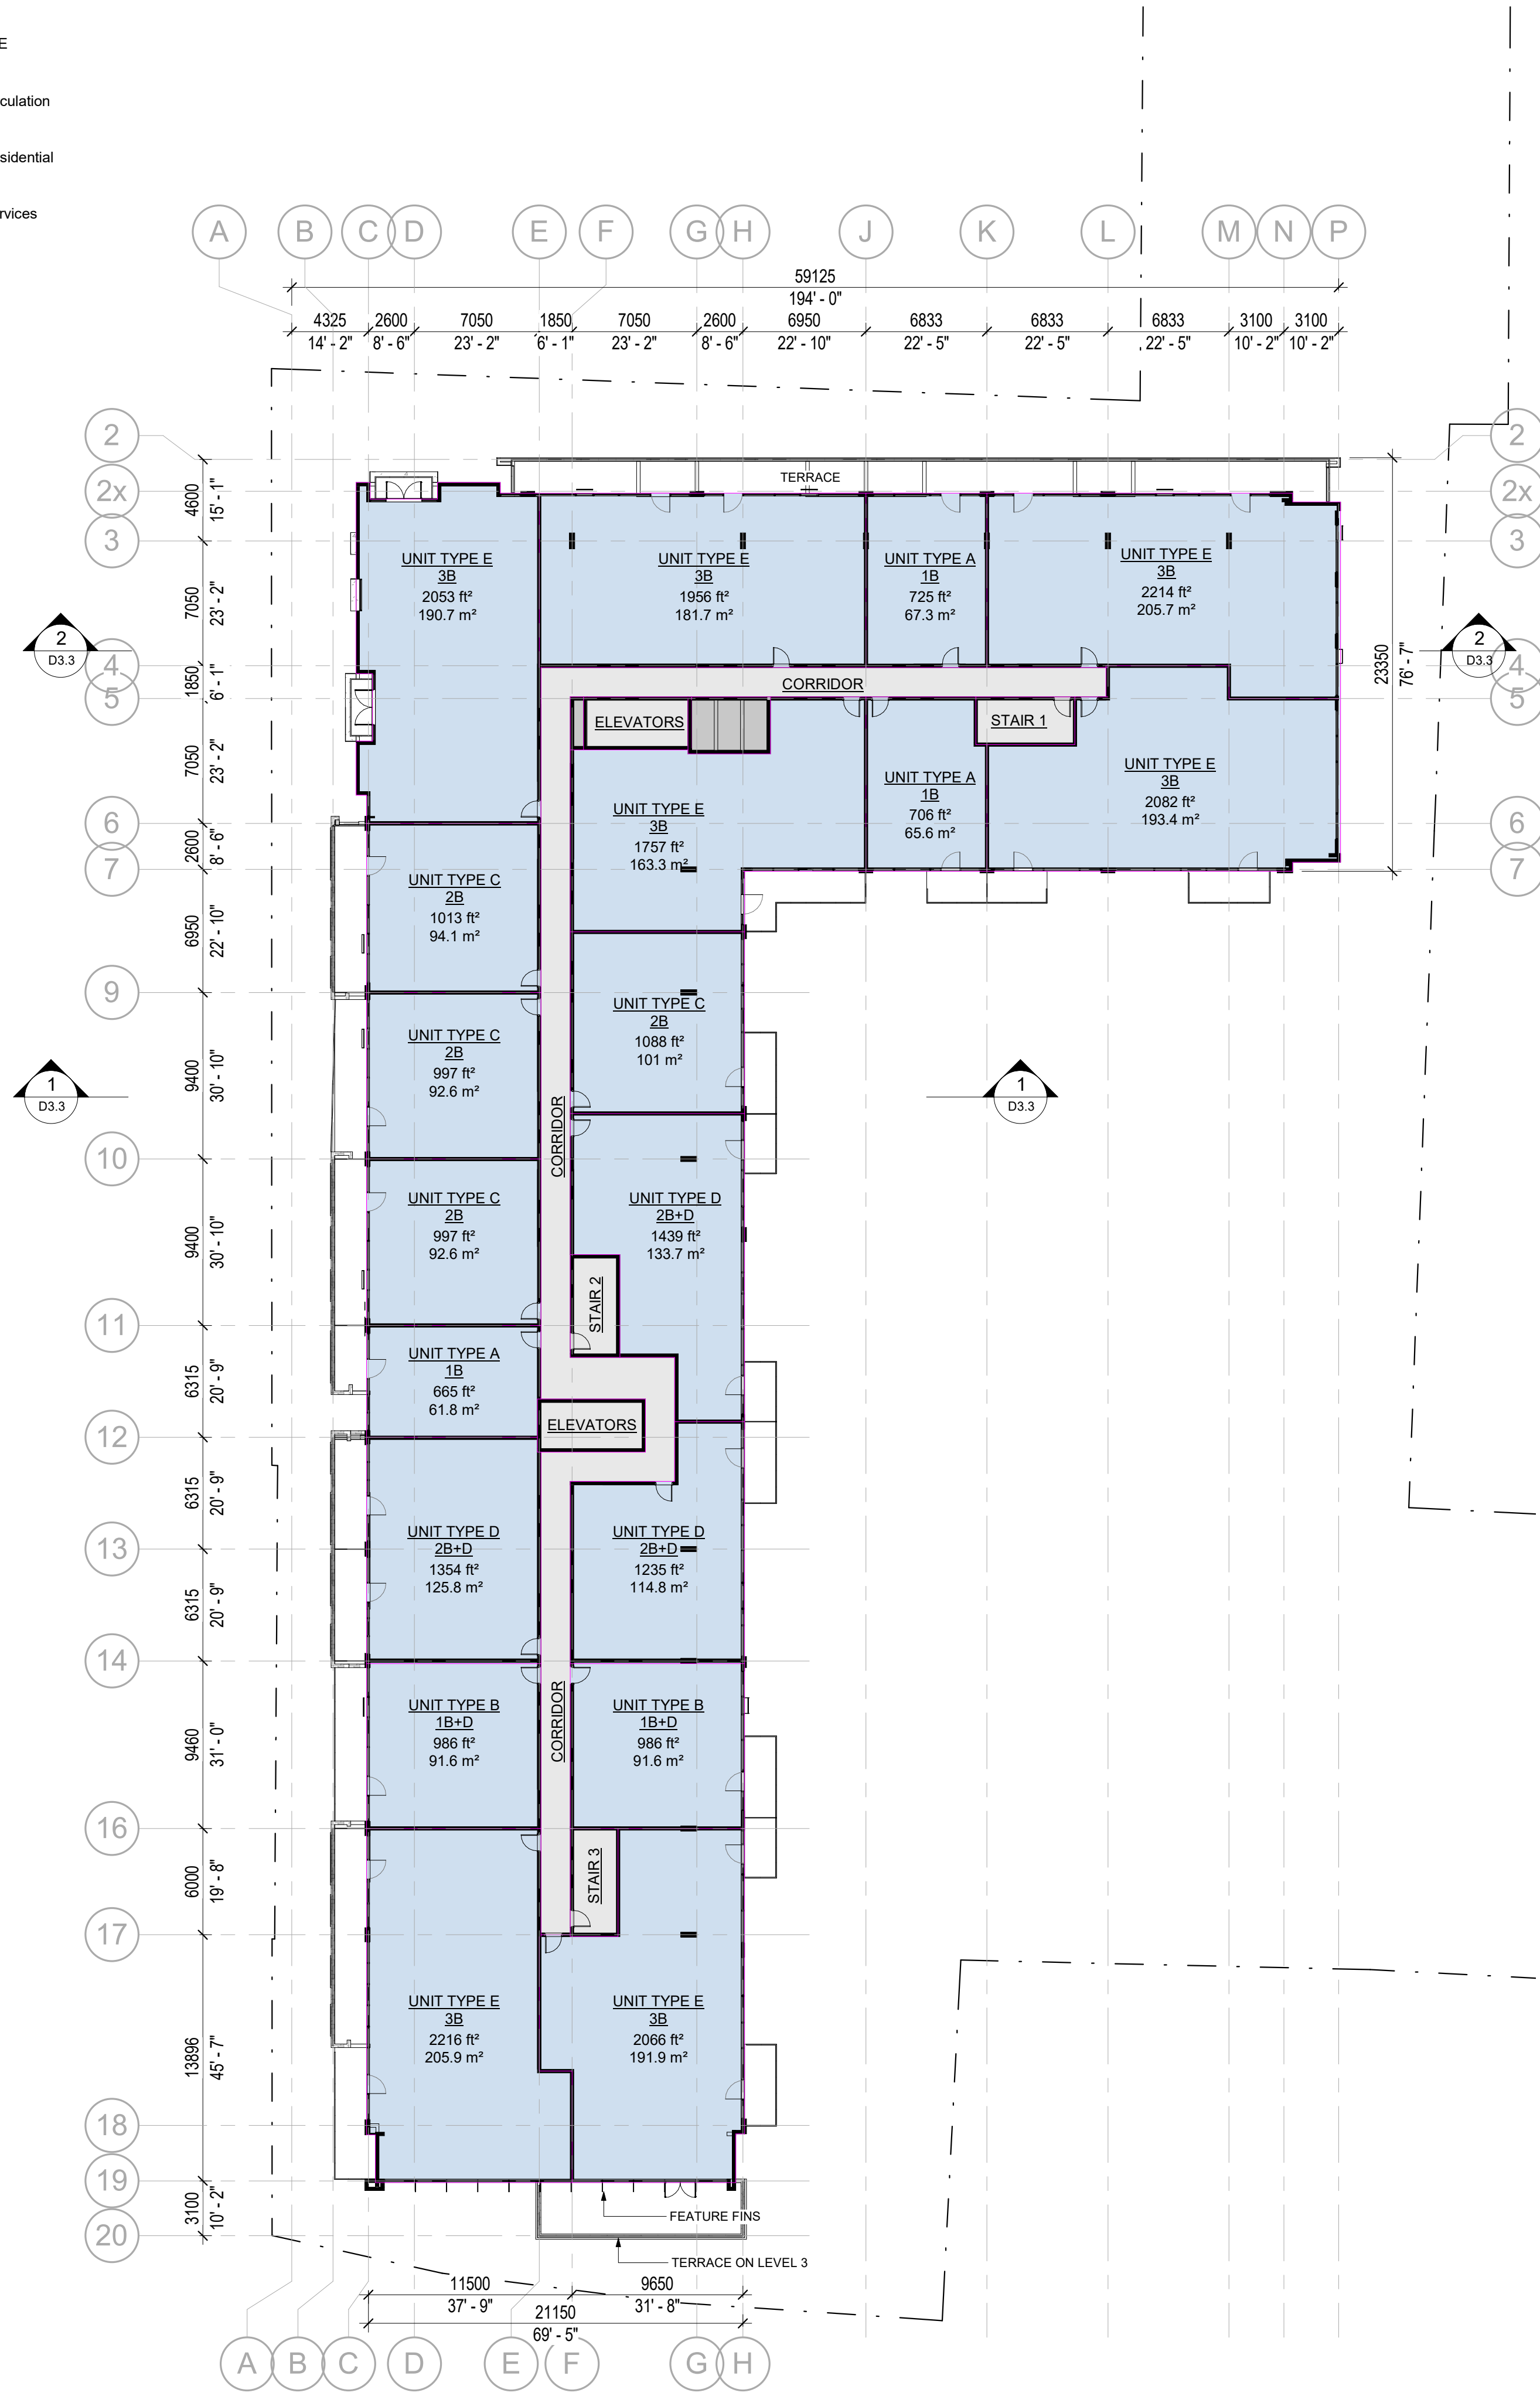 E
culation
sidential
rvices
A B C D E F G H J K L M N P
59125
194' - 0"
4325 2600 7050 1850 7050 2600 6950 6833 6833 6833 3100 3100
14' - 2" 8' - 6" 23' - 2" 6' - 1" 23' - 2" 8' - 6" 22' - 10" 22' - 5" 22' - 5" 22' - 5" 10' - 2" 10' - 2"
2
2x
3
4
5
6
7
9
10
11
12
13
14
16
17
18
19
20
4600
15' - 1"
7050
23' - 2"
1850
6' - 1"
7050
23' - 2"
2600
8' - 6"
6950
22' - 10"
9400
30' - 10"
9400
30' - 10"
6315
20' - 9"
6315
20' - 9"
6315
20' - 9"
9460
31' - 0"
6000
19' - 8"
13896
45' - 7"
3100
10' - 2"
2
2x
3
4
5
6
7
23350
76' - 7"
2
D3.3
2
D3.3
1
D3.3
1
D3.3
TERRACE
UNIT TYPE E
3B
2053 ft²
190.7 m²
UNIT TYPE E
3B
1956 ft²
181.7 m²
UNIT TYPE A
1B
725 ft²
67.3 m²
UNIT TYPE E
3B
2214 ft²
205.7 m²
CORRIDOR
ELEVATORS
STAIR 1
UNIT TYPE E
3B
1757 ft²
163.3 m²
UNIT TYPE A
1B
706 ft²
65.6 m²
UNIT TYPE E
3B
2082 ft²
193.4 m²
UNIT TYPE C
2B
1013 ft²
94.1 m²
UNIT TYPE C
2B
997 ft²
92.6 m²
UNIT TYPE C
2B
1088 ft²
101 m²
CORRIDOR
UNIT TYPE C
2B
997 ft²
92.6 m²
UNIT TYPE D
2B+D
1439 ft²
133.7 m²
STAIR 2
UNIT TYPE A
1B
665 ft²
61.8 m²
ELEVATORS
UNIT TYPE D
2B+D
1354 ft²
125.8 m²
UNIT TYPE D
2B+D
1235 ft²
114.8 m²
UNIT TYPE B
1B+D
986 ft²
91.6 m²
CORRIDOR
UNIT TYPE B
1B+D
986 ft²
91.6 m²
STAIR 3
UNIT TYPE E
3B
2216 ft²
205.9 m²
UNIT TYPE E
3B
2066 ft²
191.9 m²
FEATURE FINS
TERRACE ON LEVEL 3
11500 9650
37' - 9" 31' - 8"
21150
69' - 5"
A B C D E F G H